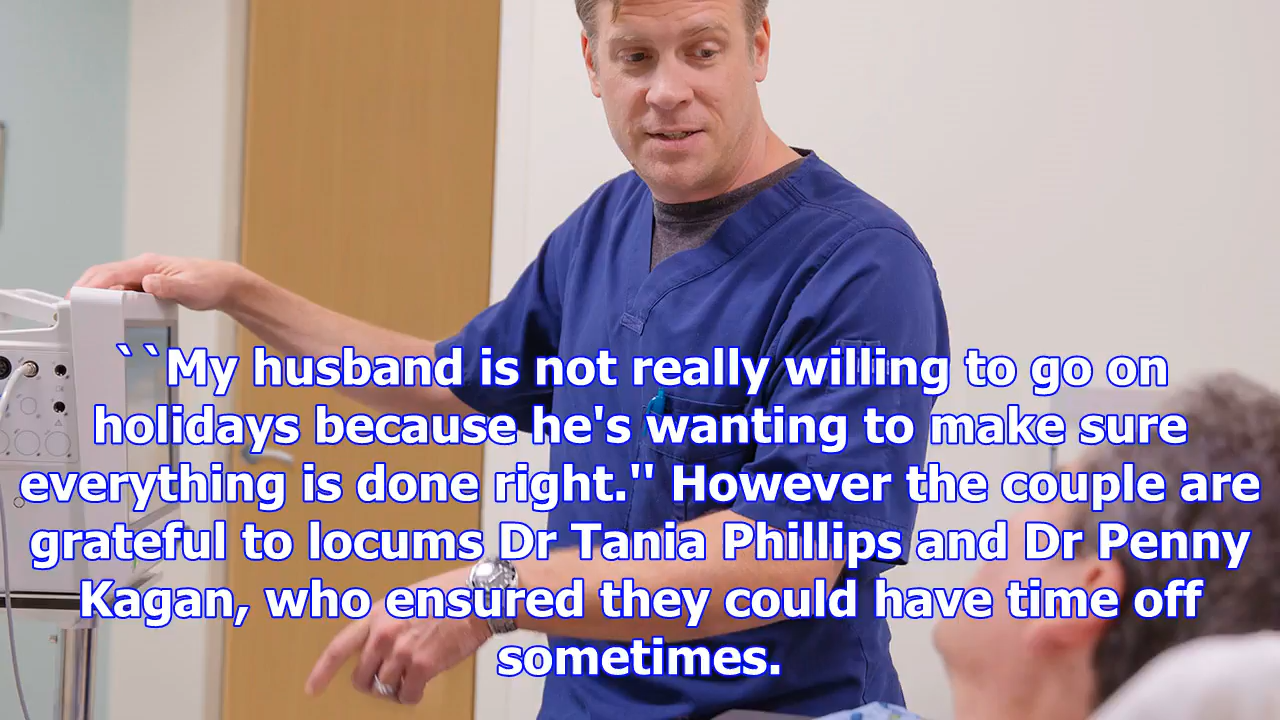 ``My husband is not really willing to go on
holidays because he's wanting to make sure
everything is done right.'' However the couple are
grateful to locums Dr Tania Phillips and Dr Penny
Kagan, who ensured they could have time off
sometimes.